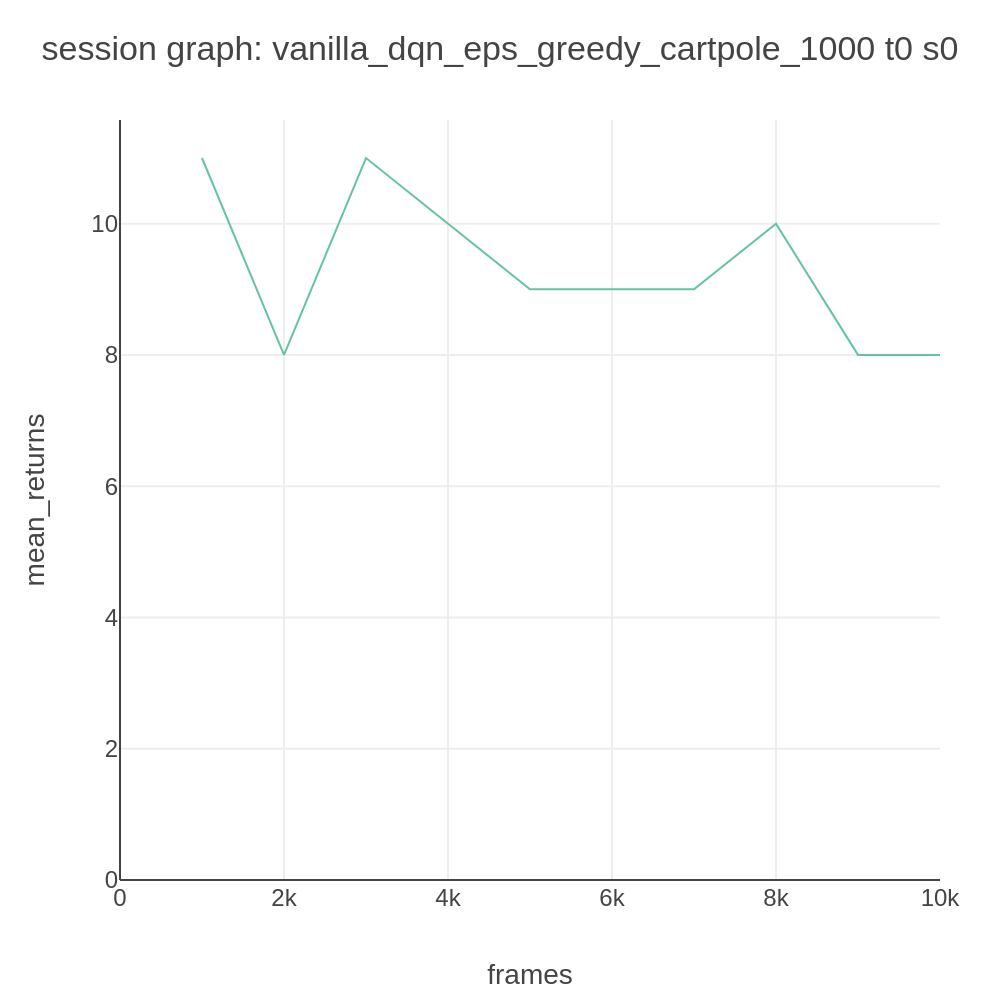 session graph: vanilla_dqn_eps_greedy_cartpole_1000 t0 s0
mean_returns
10
8
6
4
2
0
0 2k 4k 6k 8k 10k
frames